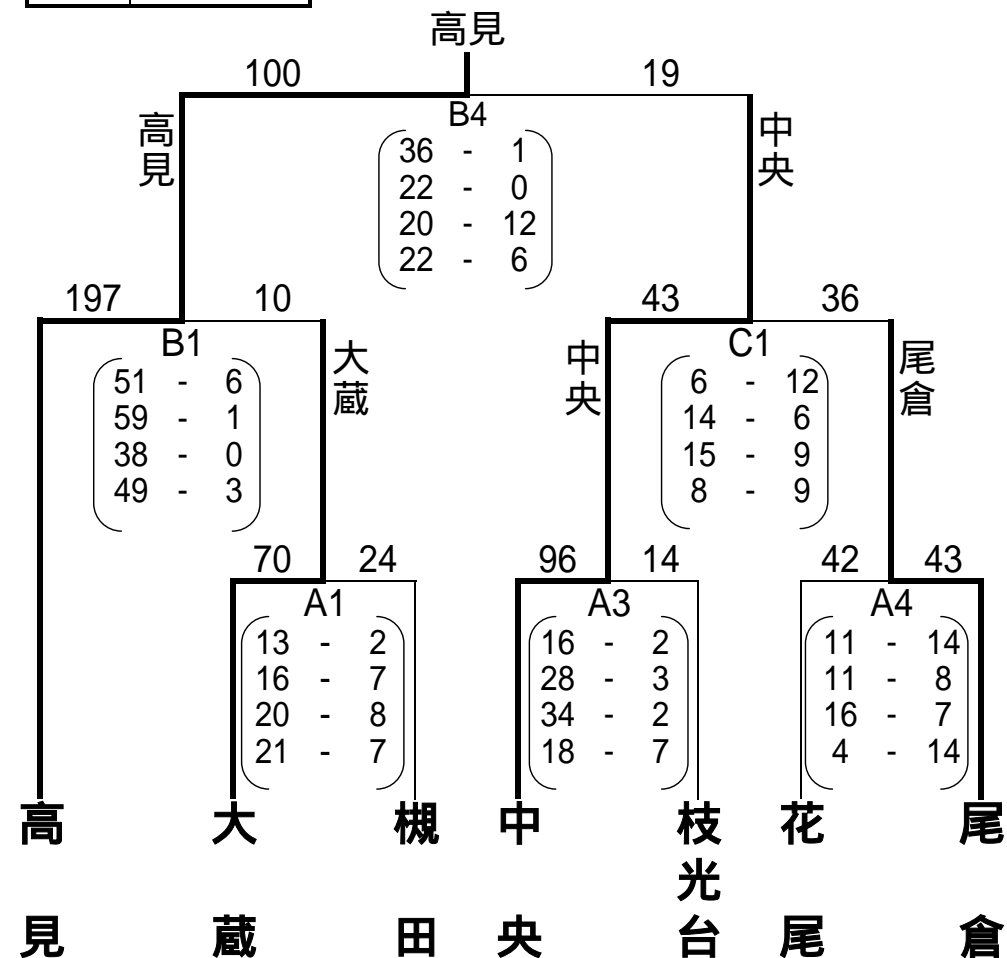 高見
100 19
B4
高見
中央
36 - 1
22 - 0
20 - 12
22 - 6
197 10
43 36
B1
大蔵
中央
C1
尾倉
51 - 6
59 - 1
38 - 0
49 - 3
6 - 12
14 - 6
15 - 9
8 - 9
70 24
96 14
42 43
A1
A3
A4
13 - 2
16 - 7
20 - 8
21 - 7
16 - 2
28 - 3
34 - 2
18 - 7
11 - 14
11 - 8
16 - 7
4 - 14
高見
大蔵
槻田
中央
枝光台
花尾
尾倉